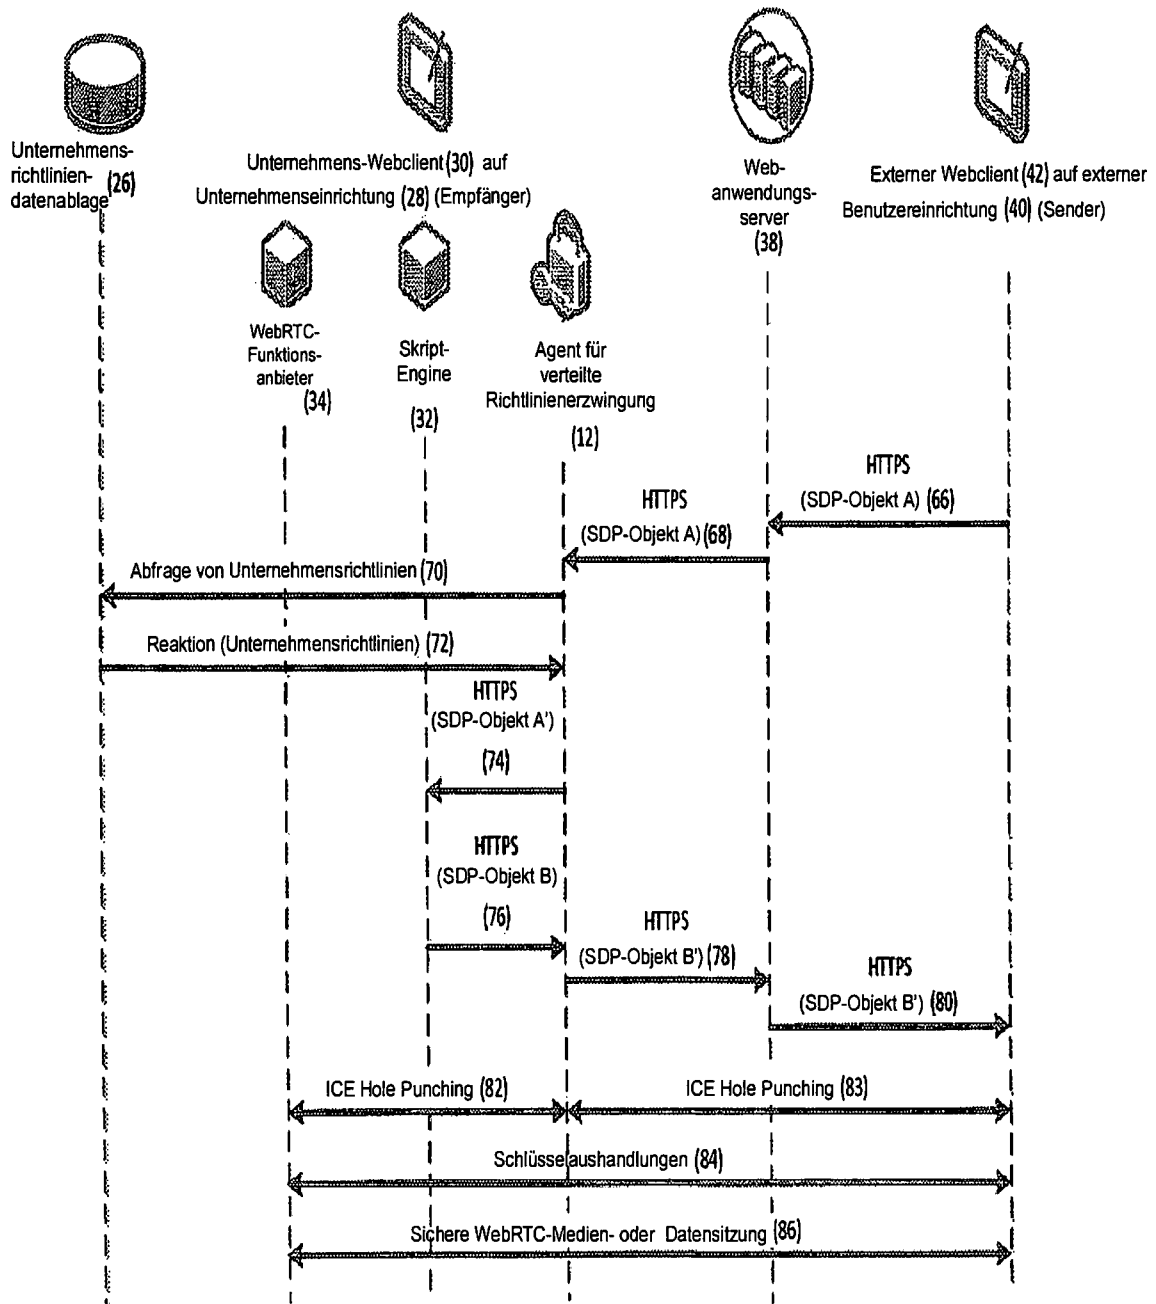 Unternehmens-
richtlinien-
datenablage (26)
Unternehmens-Webclient (30) auf
Unternehmenseinrichtung (28) (Empfänger)
Web-
anwendungs-
server
(38)
Externer Webclient (42) auf externer
Benutzereinrichtung (40) (Sender)
WebRTC-
Funktions-
anbieter
(34)
Skript-
Engine
(32)
Agent für
verteilte
Richtlinienerzwingung
(12)
HTTPS
(SDP-Objekt A) (66)
HTTPS
(SDP-Objekt A) (68)
Abfrage von Unternehmensrichtlinien (70)
Reaktion (Unternehmensrichtlinien) (72)
HTTPS
(SDP-Objekt A')
(74)
HTTPS
(SDP-Objekt B)
(76)
HTTPS
(SDP-Objekt B') (78)
HTTPS
(SDP-Objekt B') (80)
ICE Hole Punching (82)
ICE Hole Punching (83)
Schlüsselaushandlungen (84)
Sichere WebRTC-Medien- oder Datensitzung (86)